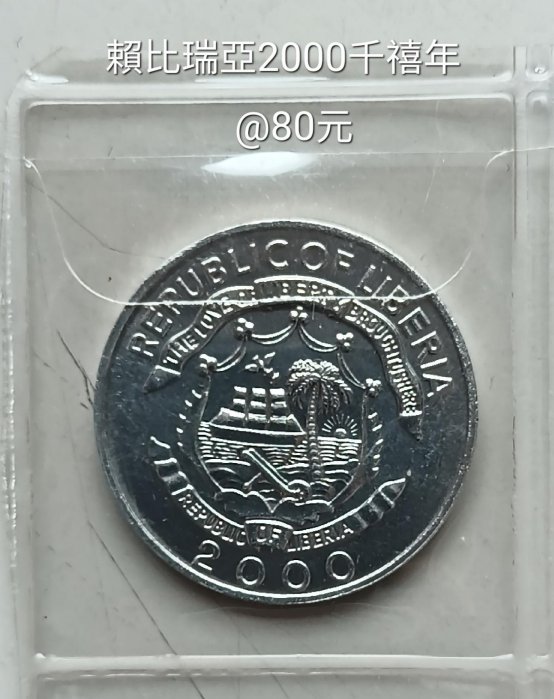 賴比瑞亞2000千禧年
@80元
REPUBLIC OF LIBERIA
THE LOVE OF LIBERTY BROUGHT US HERE
REPUBLIC OF LIBERIA
2000